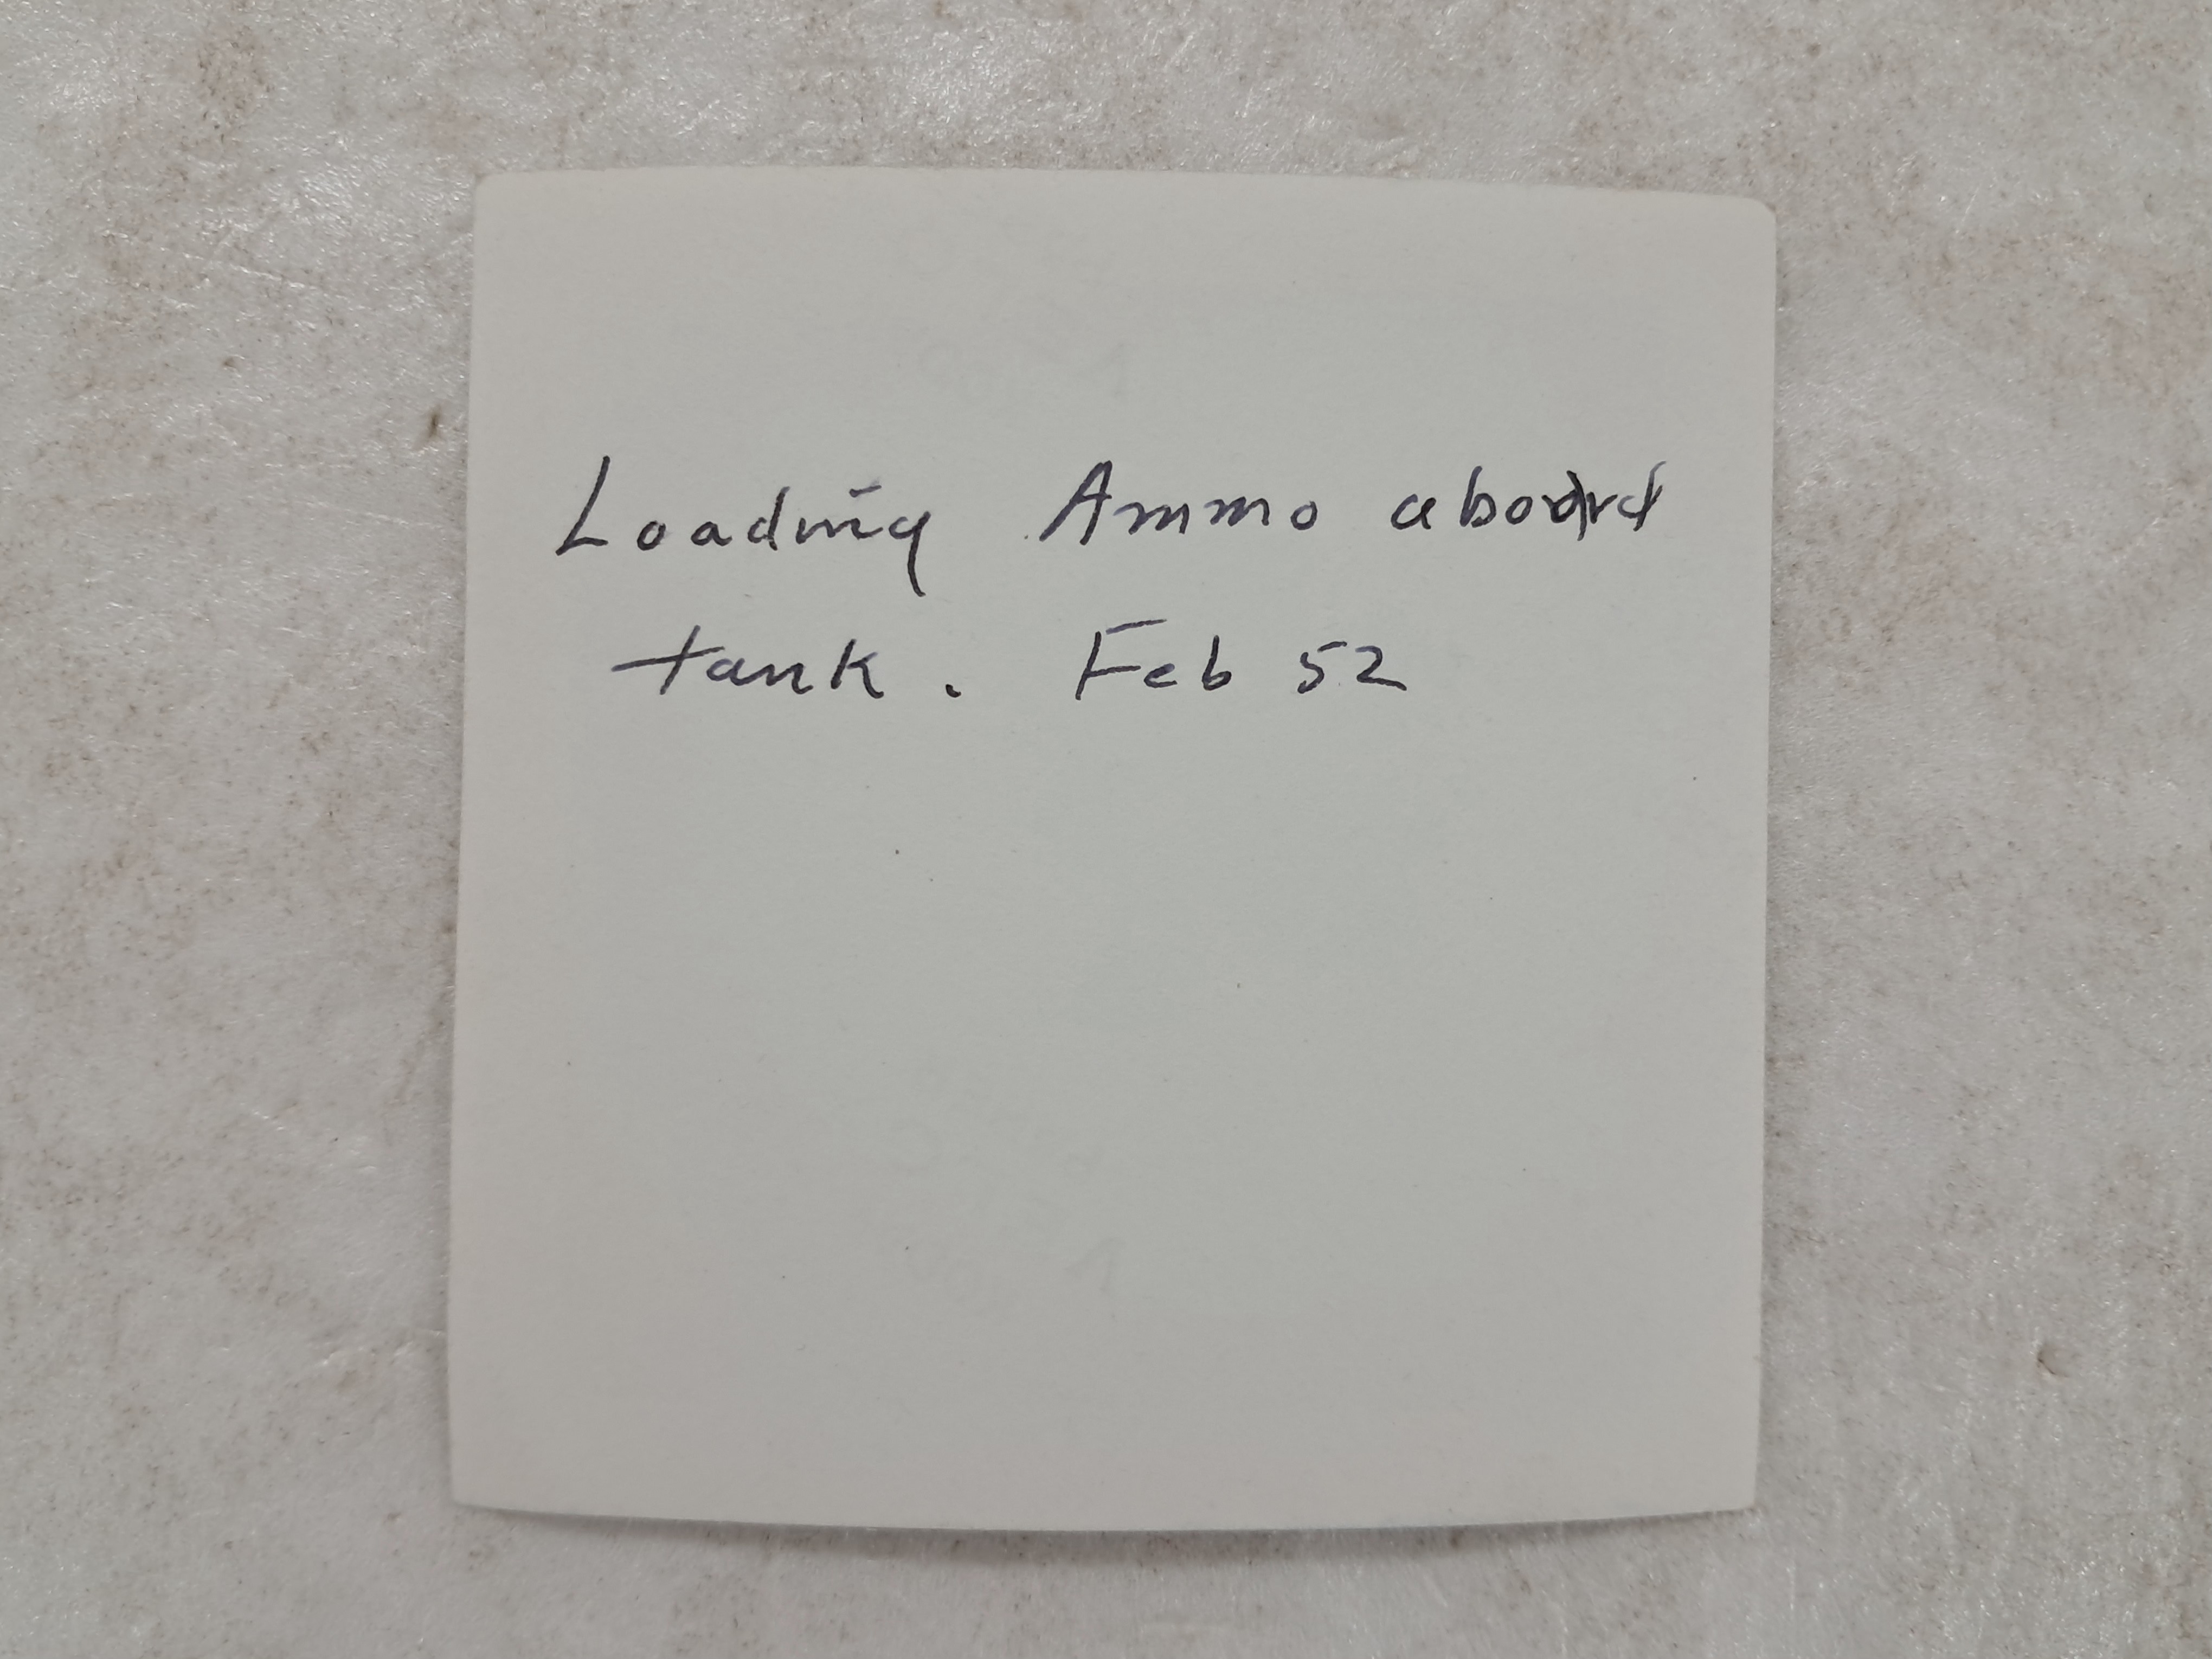 Loading Ammo aboard
tank. Feb 52